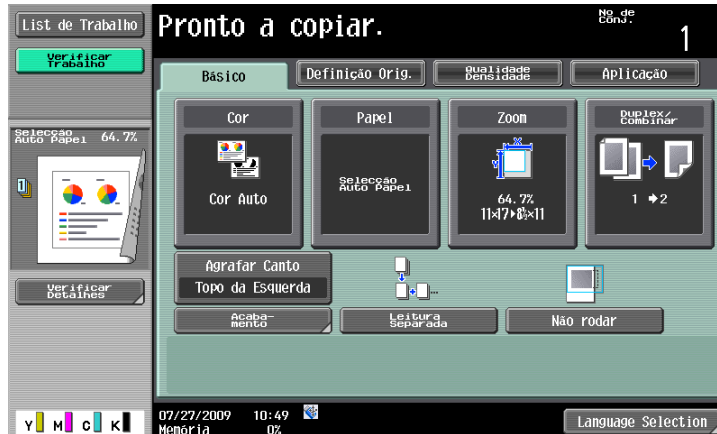 List de Trabalho
Pronto a copiar.
No de
Conj.
1
Verificar
Trabalho
Básico
Definição Orig.
Qualidade
Densidade
Aplicação
Selecção
Auto Papel
64.7%
1
Cor
Cor Auto
Papel
Selecção
Auto Papel
Zoom
64.7%
11×17▸8½×11
Duplex/
Combinar
1 ➔2
Agrafar Canto
Topo da Esquerda
Acaba-
mento
Leitura
Separada
Não rodar
Verificar
Detalhes
Y M C K
07/27/2009 10:49
Memória 0%
Language Selection